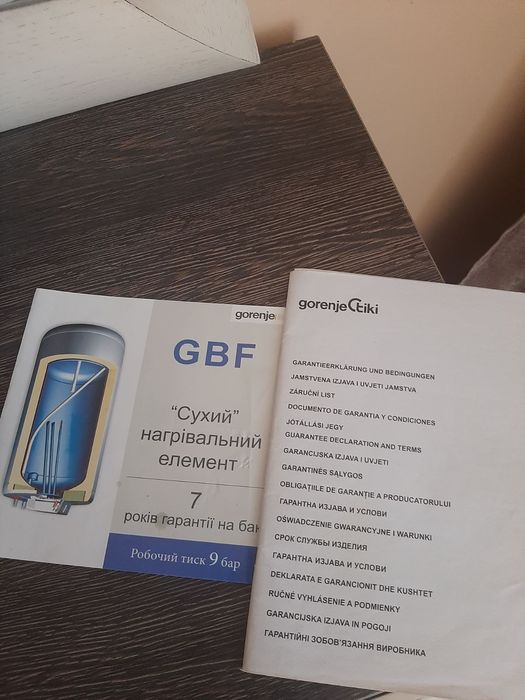 gorenje
GBF
"Сухий"
нагрівальний
елемент
7
років гарантії на бак
Робочий тиск 9 бар
gorenje tiki
GARANTIEERKLÄRUNG UND BEDINGUNGEN
JAMSTVENA IZJAVA I UVJETI JAMSTVA
ZÁRUČNÍ LIST
DOCUMENTO DE GARANTIA Y CONDICIONES
JÓTÁLLÁSI JEGY
GUARANTEE DECLARATION AND TERMS
GARANCIJSKA IZJAVA I UVJETI
GARANTINĖS SĄLYGOS
OBLIGAŢIILE DE GARANŢIE A PRODUCATORULUI
ГАРАНТНА ИЗЈАВА И УСЛОВИ
OŚWIADCZENIE GWARANCYJNE I WARUNKI
СРОК СЛУЖБЫ ИЗДЕЛИЯ
ГАРАНТНА ИЗЈАВА И УСЛОВИ
DEKLARATA E GARANCIONIT DHE KUSHTET
RUČNÉ VYHLÁSENIE A PODMIENKY
GARANCIJSKA IZJAVA IN POGOJI
ГАРАНТІЙНІ ЗОБОВ'ЯЗАННЯ ВИРОБНИКА